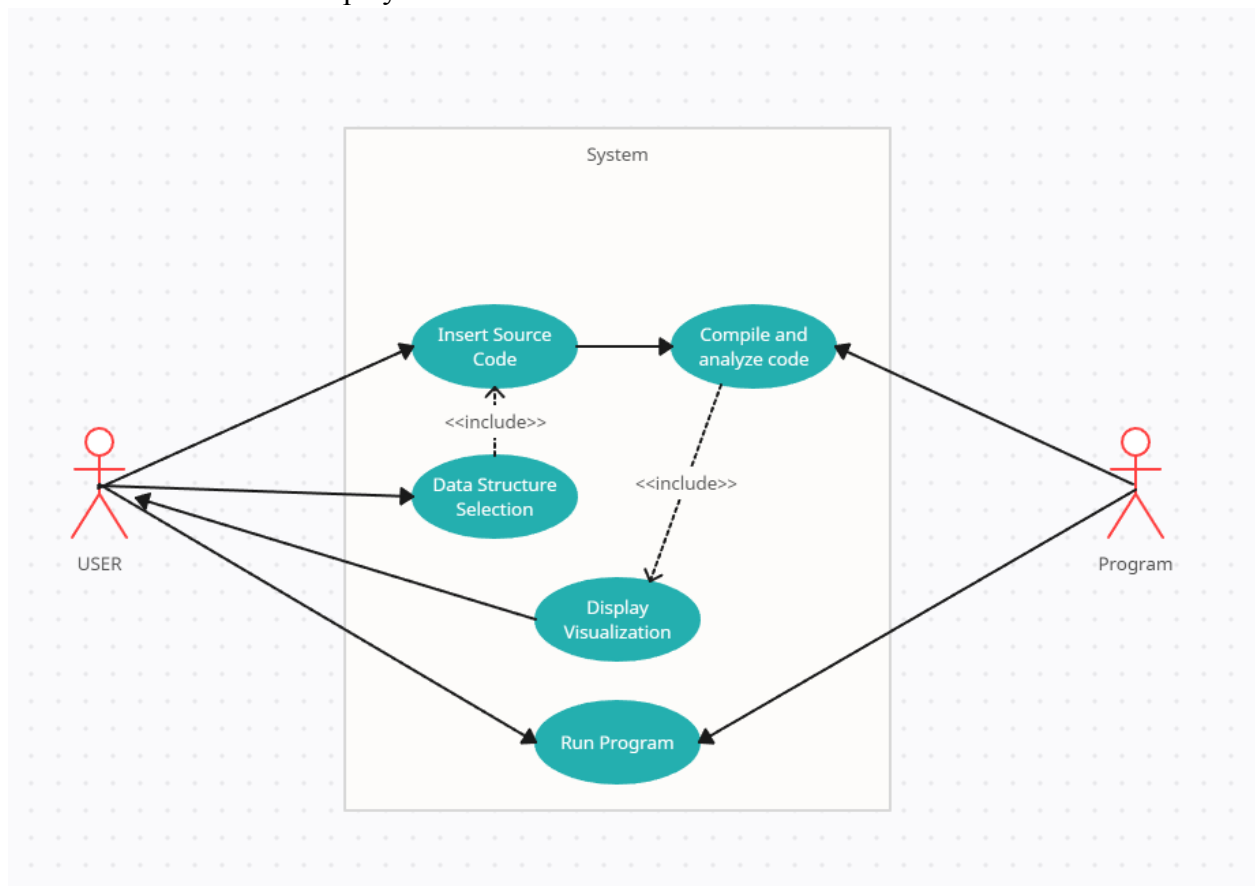 System
Insert Source
Code
Compile and
analyze code
<<include>>
Data Structure
Selection
<<include>>
USER
Program
Display
Visualization
Run Program